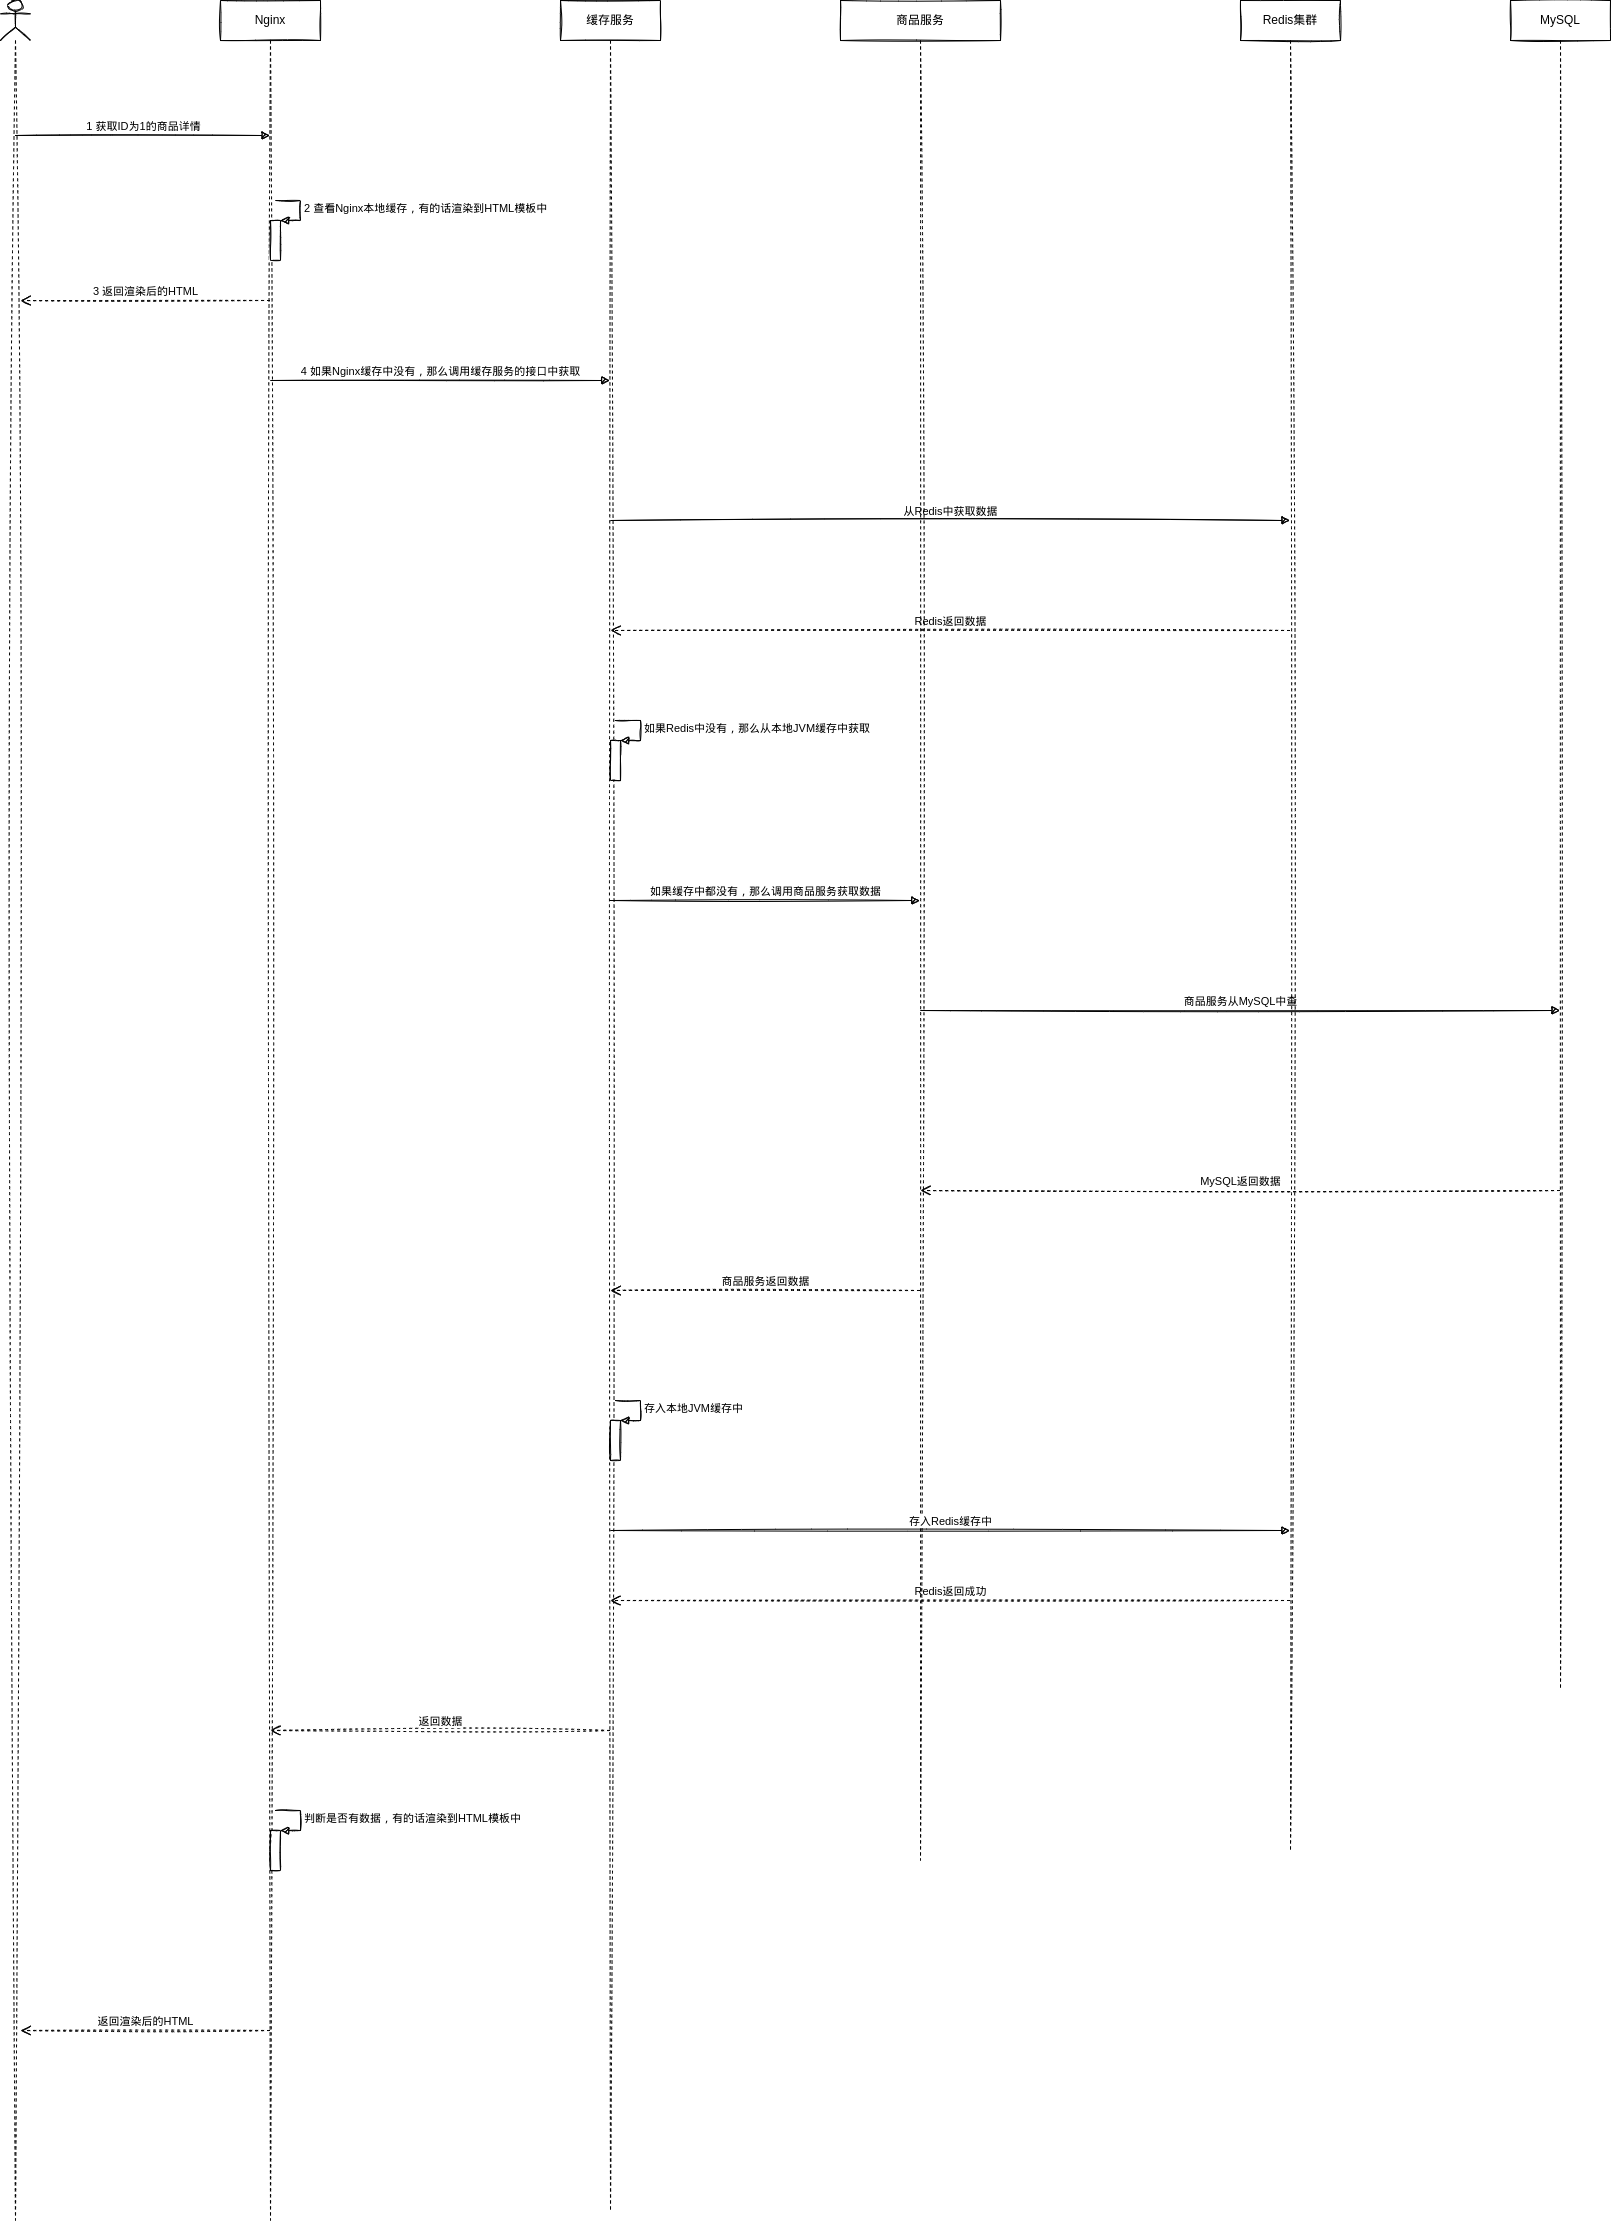 Nginx
缓存服务
商品服务
Redis集群
MySQL
1 获取ID为1的商品详情
2 查看Nginx本地缓存，有的话渲染到HTML模板中
3 返回渲染后的HTML
4 如果Nginx缓存中没有，那么调用缓存服务的接口中获取
从Redis中获取数据
Redis返回数据
如果Redis中没有，那么从本地JVM缓存中获取
如果缓存中都没有，那么调用商品服务获取数据
商品服务从MySQL中查
MySQL返回数据
商品服务返回数据
存入本地JVM缓存中
存入Redis缓存中
Redis返回成功
返回数据
判断是否有数据，有的话渲染到HTML模板中
返回渲染后的HTML